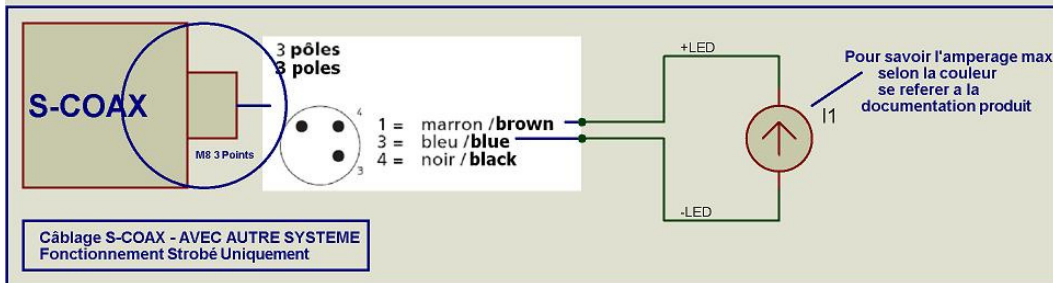 S-COAX
M8 3 Points
3 pôles
3 poles
4
3
1 = marron / brown
3 = bleu / blue
4 = noir / black
+LED
-LED
I1
Pour savoir l'amperage max
selon la couleur
se referer a la
documentation produit
Câblage S-COAX - AVEC AUTRE SYSTEME
Fonctionnement Strobé Uniquement